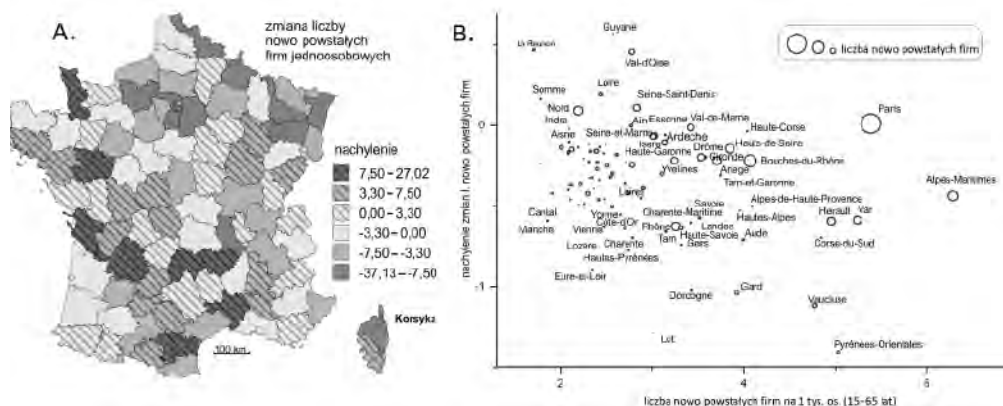 A.
zmiana liczby
nowo powstałych
firm jednoosobowych
nachylenie
7,50–27,02
3,30–7,50
0,00–3,30
-3,30–0,00
-7,50–-3,30
-37,13–-7,50
Korsyka
100 km
B.
liczba nowo powstałych firm
nachylenie zmian l. nowo powstałych firm
0
-1
2
4
6
liczba nowo powstałych firm na 1 tys. os. (15-65 lat)
Guyane
La Réunion
Val-d'Oise
Somme
Loire
Seine-Saint-Denis
Nord
Paris
Indre
Ain
Essonne
Val-de-Marne
Haute-Corse
Aisne
Seine-et-Marne
Ardèche
Isère
Drôme
Hauts-de-Seine
Haute-Garonne
Gironde
Bouches-du-Rhône
Yvelines
Ariège
Tarn-et-Garonne
Alpes-Maritimes
Loiret
Alpes-de-Haute-Provence
Savoie
Cantal
Yonne
Charente-Maritime
Hautes-Alpes
Hérault
Var
Manche
Vienne
Côte-d'Or
Rhône
Landes
Tarn
Haute-Savoie
Aude
Lozère
Charente
Gers
Corse-du-Sud
Hautes-Pyrénées
Eure-et-Loir
Dordogne
Gard
Vaucluse
Lot
Pyrénées-Orientales